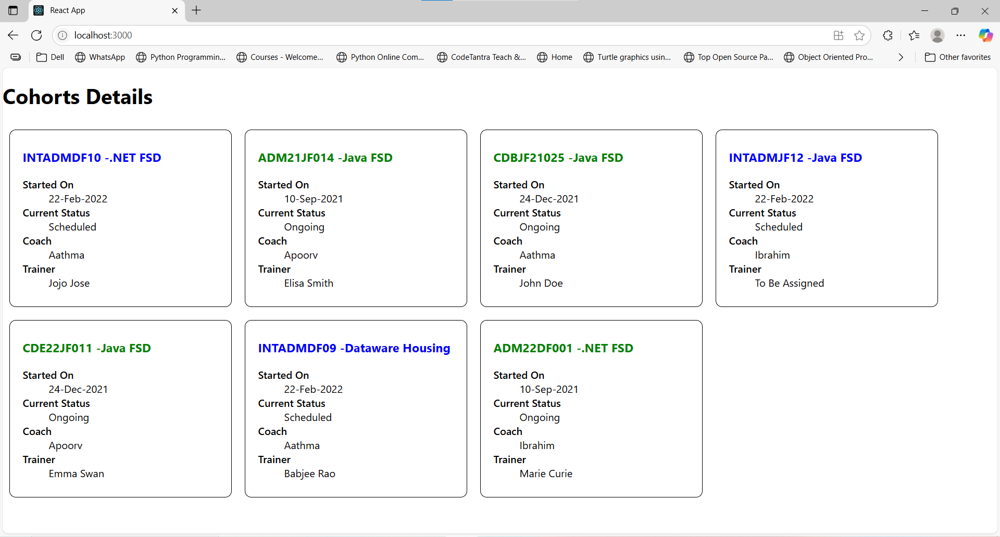 React App
localhost:3000
Dell
WhatsApp
Python Programmin...
Courses - Welcome...
Python Online Com...
CodeTantra Teach &...
Home
Turtle graphics usin...
Top Open Source Pa...
Object Oriented Pro...
Other favorites
Cohorts Details
INTADMDF10 -.NET FSD
Started On
22-Feb-2022
Current Status
Scheduled
Coach
Aathma
Trainer
Jojo Jose
ADM21JF014 -Java FSD
Started On
10-Sep-2021
Current Status
Ongoing
Coach
Apoorv
Trainer
Elisa Smith
CDBJF21025 -Java FSD
Started On
24-Dec-2021
Current Status
Ongoing
Coach
Aathma
Trainer
John Doe
INTADMJF12 -Java FSD
Started On
22-Feb-2022
Current Status
Scheduled
Coach
Ibrahim
Trainer
To Be Assigned
CDE22JF011 -Java FSD
Started On
24-Dec-2021
Current Status
Ongoing
Coach
Apoorv
Trainer
Emma Swan
INTADMDF09 -Dataware Housing
Started On
22-Feb-2022
Current Status
Scheduled
Coach
Aathma
Trainer
Babjee Rao
ADM22DF001 -.NET FSD
Started On
10-Sep-2021
Current Status
Ongoing
Coach
Ibrahim
Trainer
Marie Curie